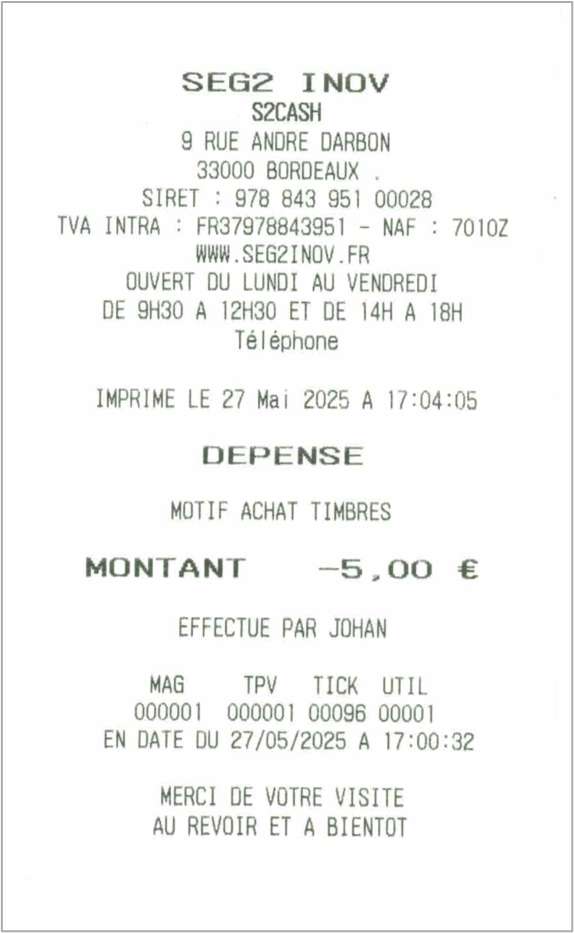 SEG2 INOV
S2CASH
9 RUE ANDRE DARBON
33000 BORDEAUX .
SIRET : 978 843 951 00028
TVA INTRA : FR37978843951 - NAF : 7010Z
WWW.SEG2INOV.FR
OUVERT DU LUNDI AU VENDREDI
DE 9H30 A 12H30 ET DE 14H A 18H
Téléphone
IMPRIME LE 27 Mai 2025 A 17:04:05
DEPENSE
MOTIF ACHAT TIMBRES
MONTANT -5,00 €
EFFECTUE PAR JOHAN
MAG TPV TICK UTIL
000001 000001 00096 00001
EN DATE DU 27/05/2025 A 17:00:32
MERCI DE VOTRE VISITE
AU REVOIR ET A BIENTOT